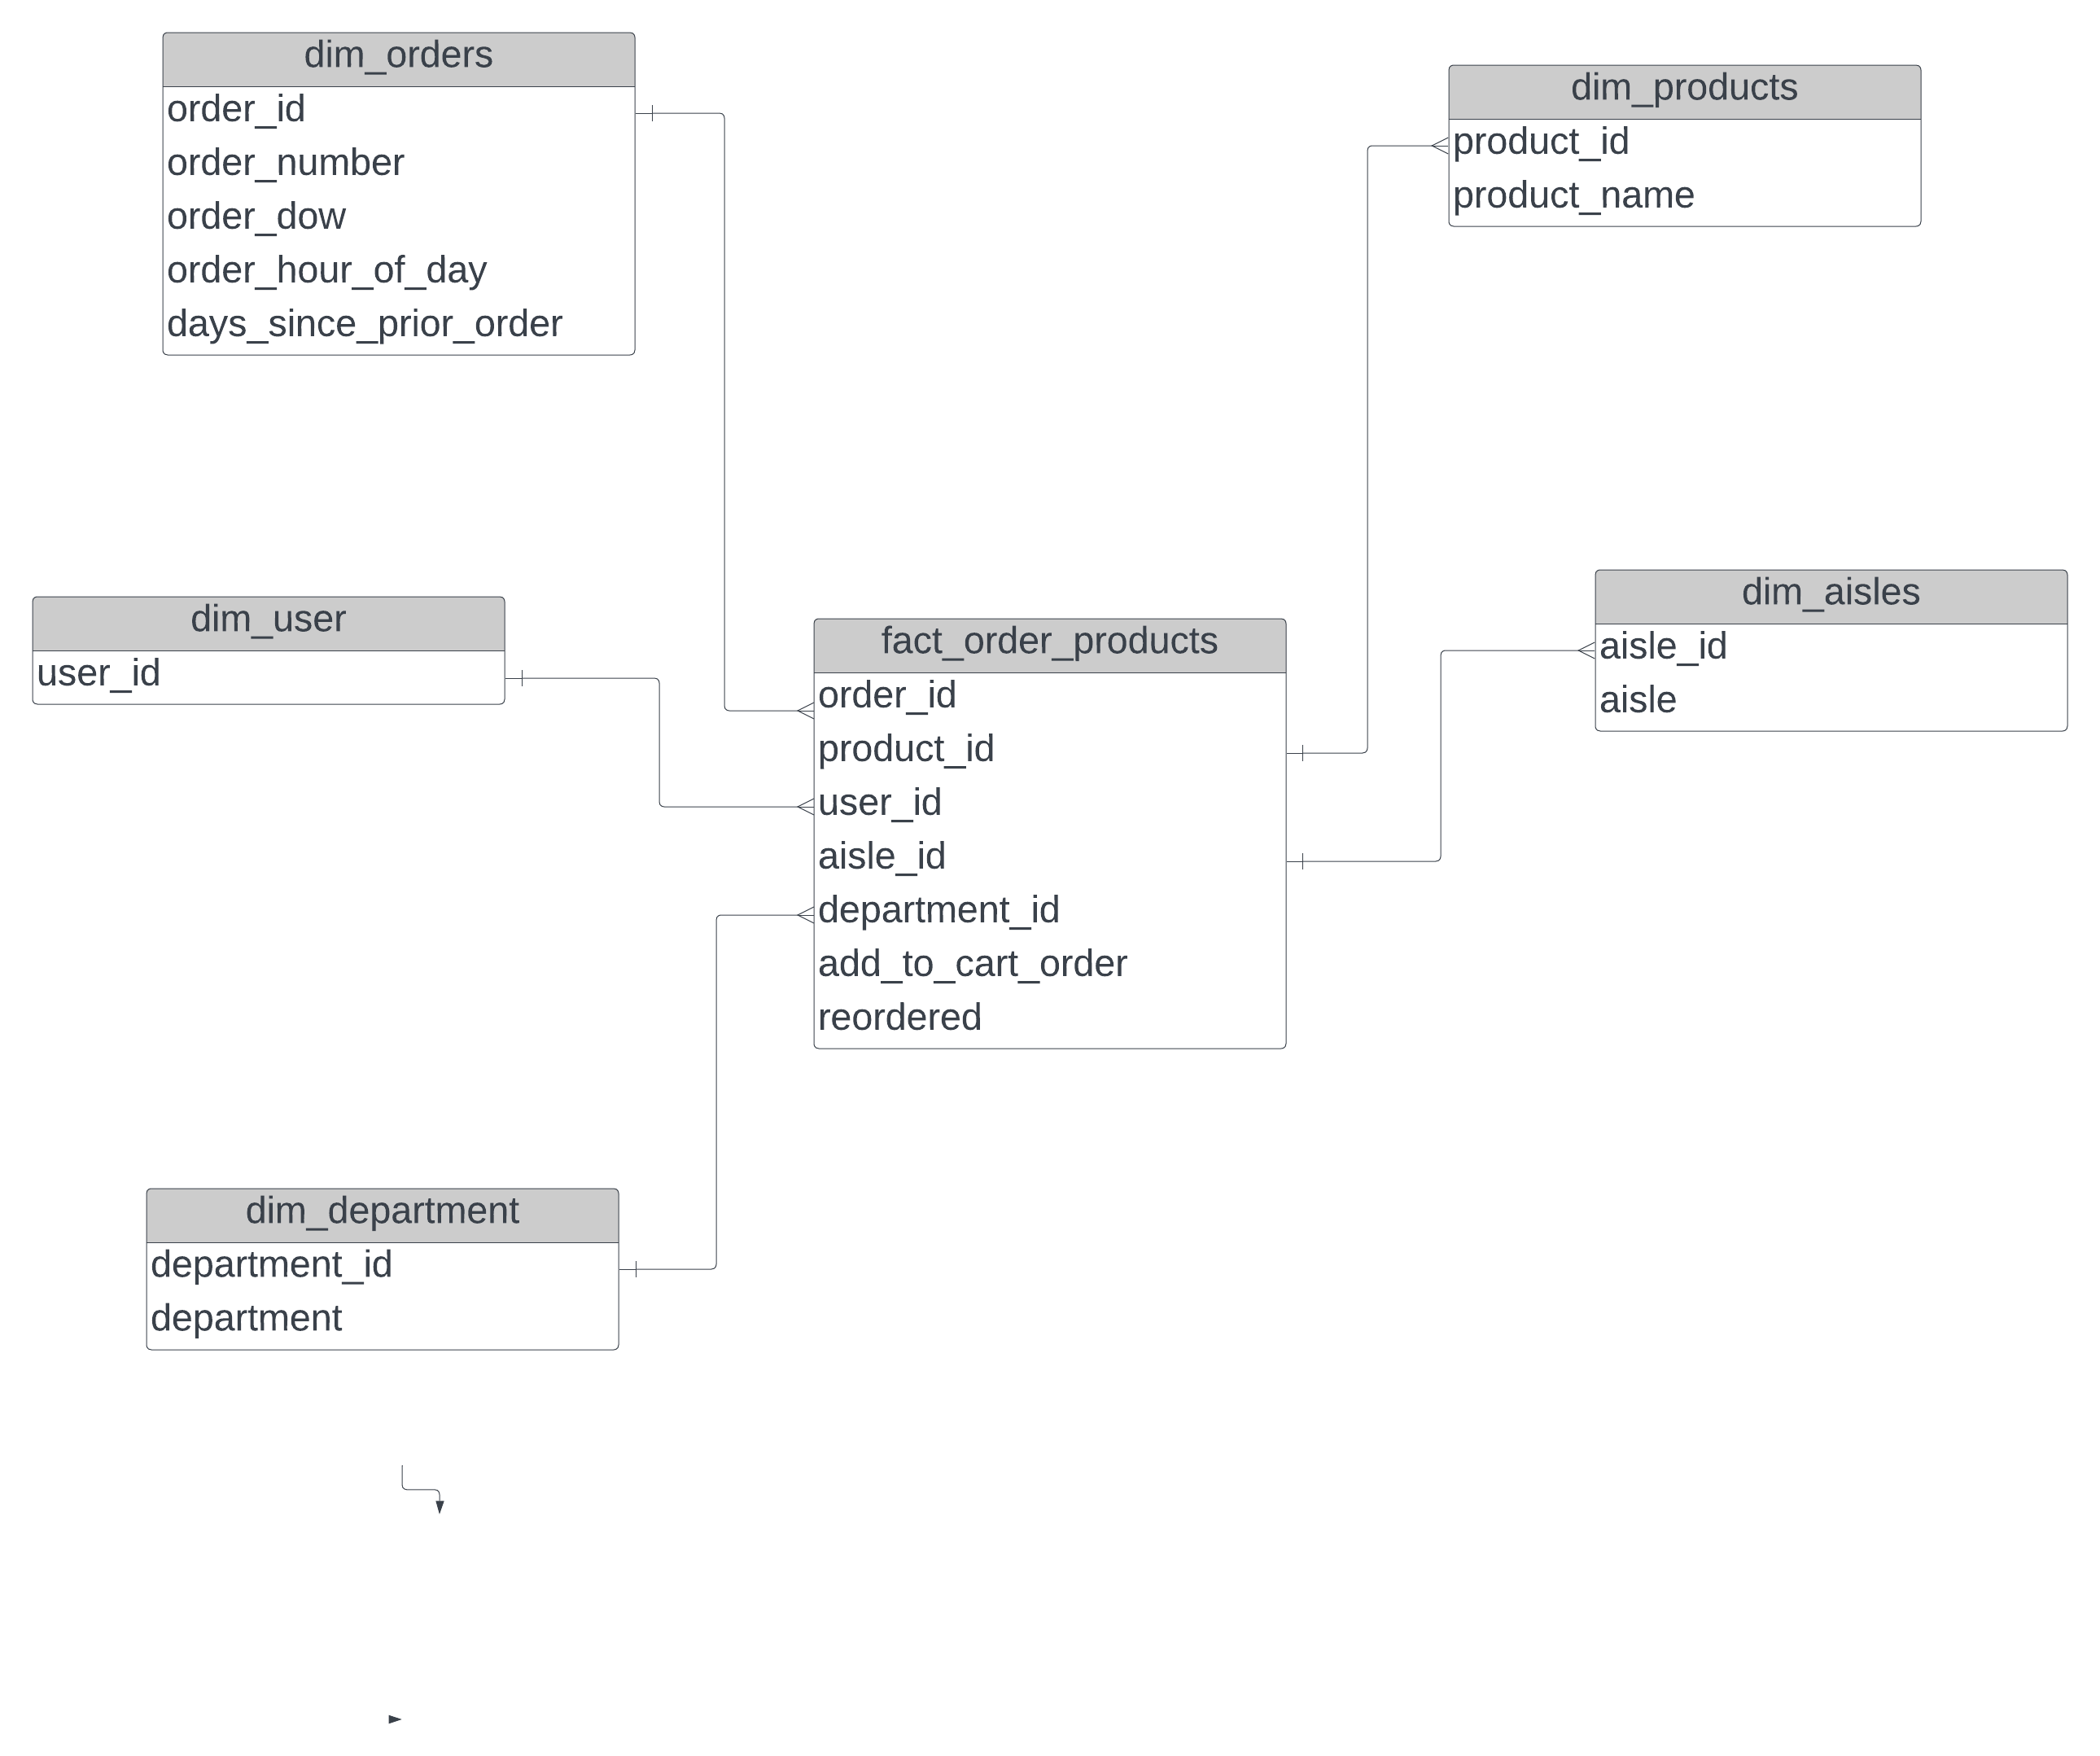 dim_orders
order_id
order_number
order_dow
order_hour_of_day
days_since_prior_order
dim_products
product_id
product_name
dim_user
user_id
fact_order_products
order_id
product_id
user_id
aisle_id
department_id
add_to_cart_order
reordered
dim_aisles
aisle_id
aisle
dim_department
department_id
department